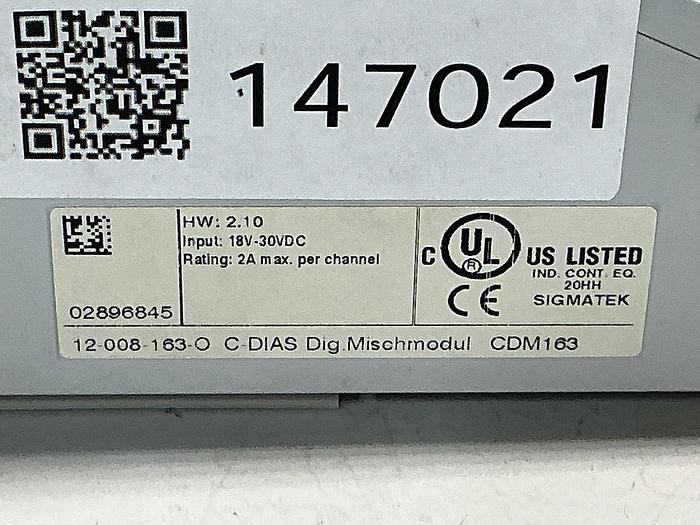 147021
HW: 2.10
Input: 18V-30VDC
Rating: 2A max. per channel
02896845
C UL ® US LISTED
IND. CONT. EQ.
20HH
CE SIGMATEK
12-008-163-O C-DIAS Dig.Mischmodul CDM163